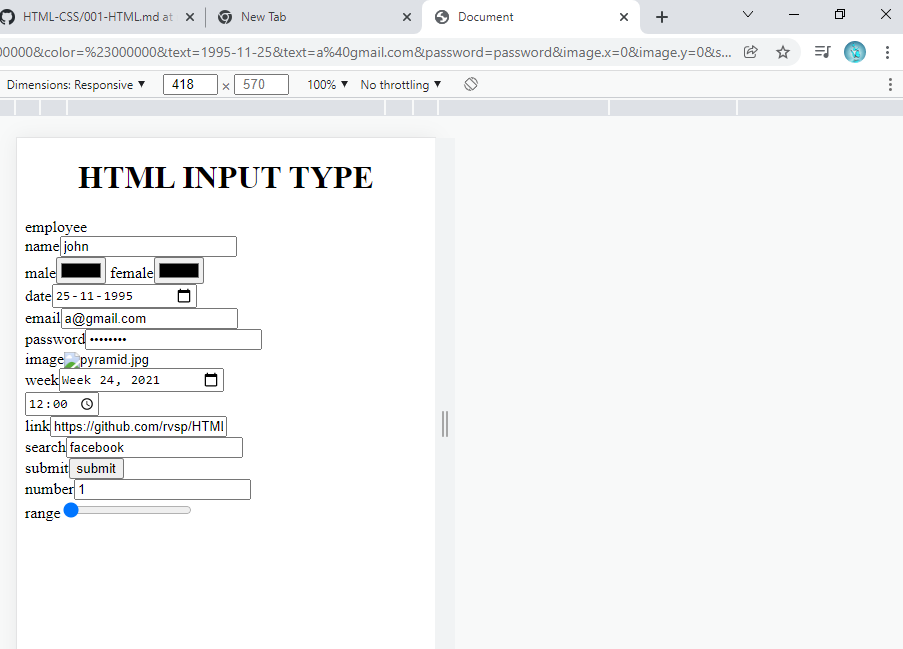 HTML-CSS/001-HTML.md at
New Tab
Document
00000&color=%23000000&text=1995-11-25&text=a%40gmail.com&password=password&image.x=0&image.y=0&s...
Dimensions: Responsive 418 × 570 100% No throttling
HTML INPUT TYPE
employee
name john
male female
date 25-11-1995
email a@gmail.com
password ••••••••
image pyramid.jpg
week Week 24, 2021
12:00
link https://github.com/rvsp/HTMl
search facebook
submit submit
number 1
range